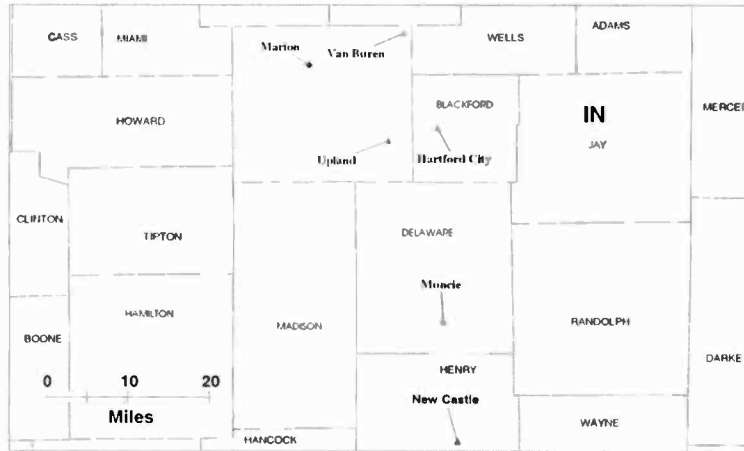 CASS
MIAMI
Marion
Van Buren
WELLS
ADAMS
HOWARD
BLACKFORD
IN
JAY
MERCER
Upland
Hartford City
CLINTON
TIPTON
DELAWARE
BOONE
HAMILTON
MADISON
Muncie
RANDOLPH
DARKE
0 10 20
Miles
HENRY
New Castle
WAYNE
HANCOCK